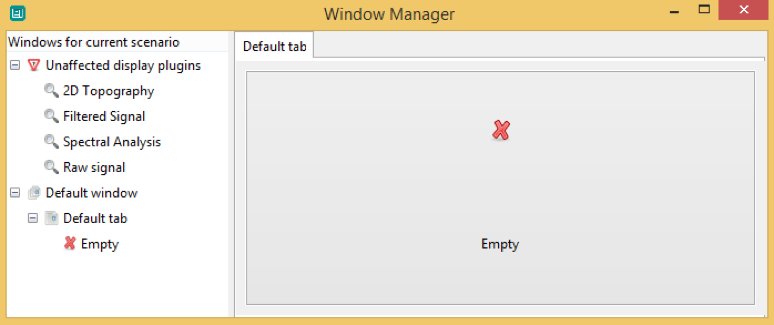 Window Manager
Windows for current scenario
Unaffected display plugins
2D Topography
Filtered Signal
Spectral Analysis
Raw signal
Default window
Default tab
Empty
Default tab
Empty